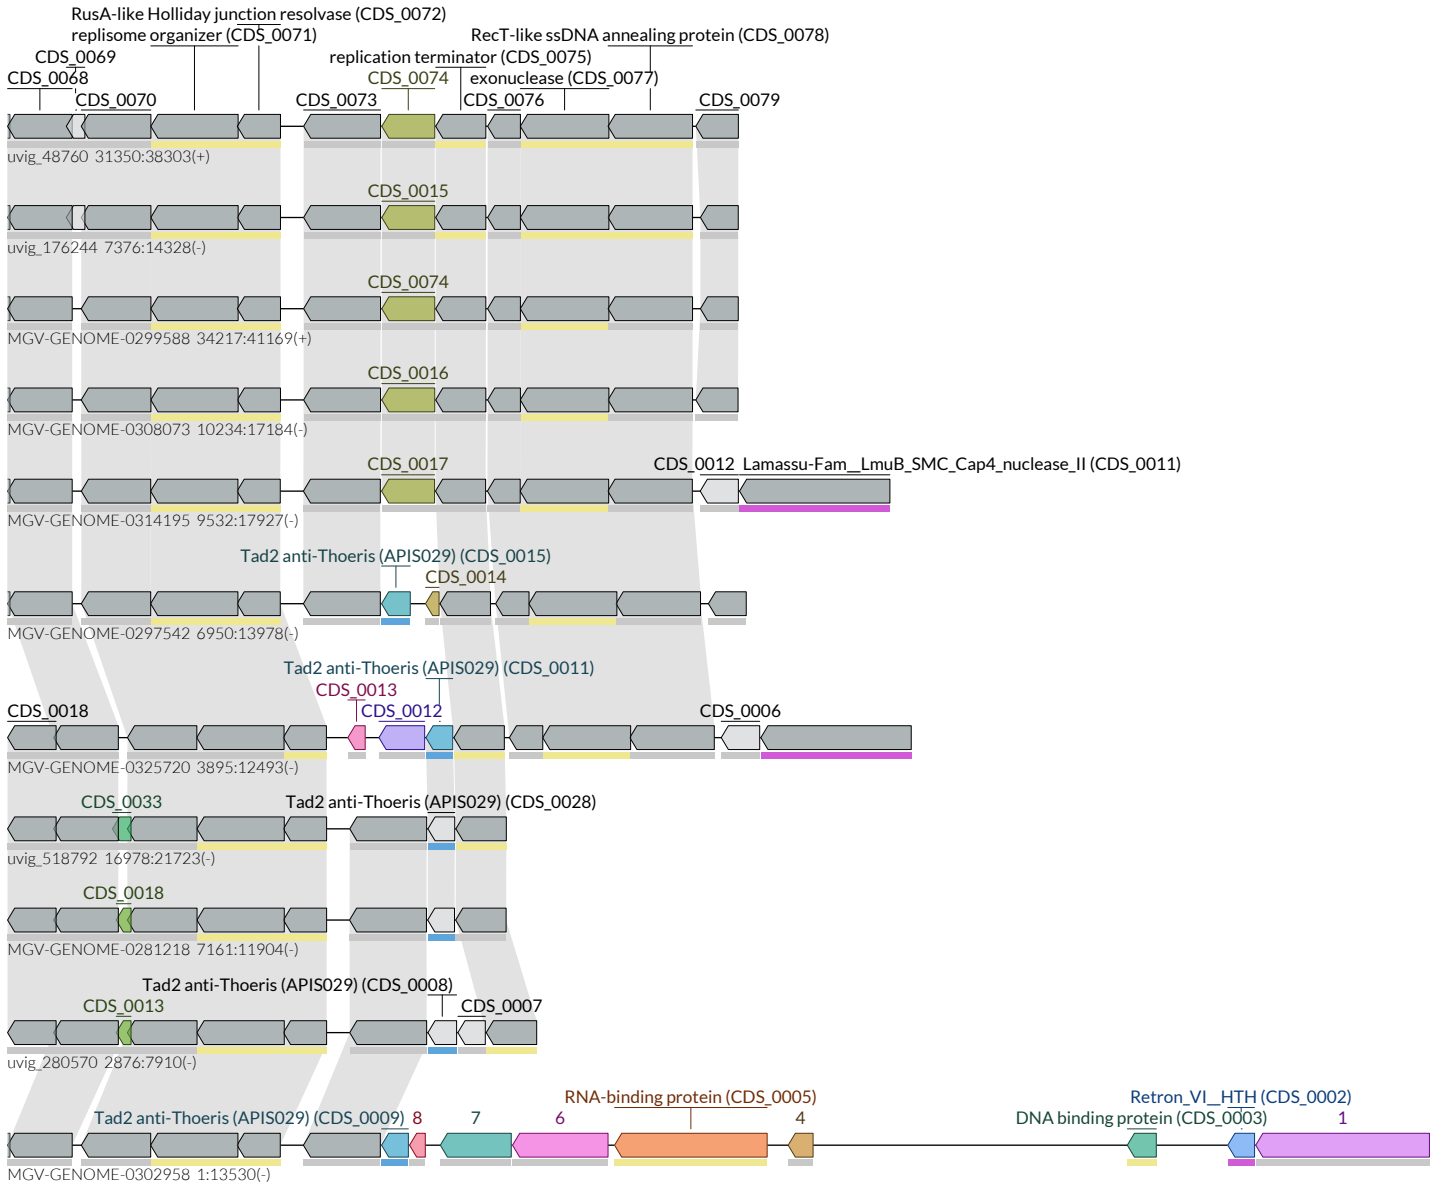 RusA-like Holliday junction resolvase (CDS_0072)
replisome organizer (CDS_0071) RecT-like ssDNA annealing protein (CDS_0078)
CDS_0069 replication terminator (CDS_0075)
CDS_0068 CDS_0074 exonuclease (CDS_0077)
CDS_0070 CDS_0073 CDS_0076 CDS_0079
uvig_48760 31350:38303(+)
CDS_0015
uvig_176244 7376:14328(-)
CDS_0074
MGV-GENOME-0299588 34217:41169(+)
CDS_0016
MGV-GENOME-0308073 10234:17184(-)
CDS_0017 CDS_0012 Lamassu-Fam__LmuB_SMC_Cap4_nuclease_II (CDS_0011)
MGV-GENOME-0314195 9532:17927(-)
Tad2 anti-Thoeris (APIS029) (CDS_0015)
CDS_0014
MGV-GENOME-0297542 6950:13978(-)
Tad2 anti-Thoeris (APIS029) (CDS_0011)
CDS_0013
CDS_0018 CDS_0012 CDS_0006
MGV-GENOME-0325720 3895:12493(-)
CDS_0033 Tad2 anti-Thoeris (APIS029) (CDS_0028)
uvig_518792 16978:21723(-)
CDS_0018
MGV-GENOME-0281218 7161:11904(-)
Tad2 anti-Thoeris (APIS029) (CDS_0008)
CDS_0013 CDS_0007
uvig_280570 2876:7910(-)
RNA-binding protein (CDS_0005) Retron_VI__HTH (CDS_0002)
Tad2 anti-Thoeris (APIS029) (CDS_0009) 8 7 6 4 DNA binding protein (CDS_0003) 1
MGV-GENOME-0302958 1:13530(-)